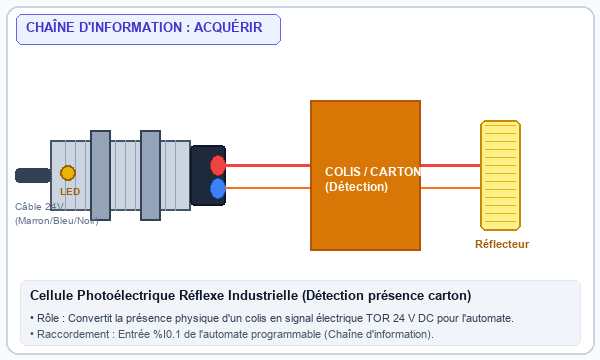 CHAÎNE D'INFORMATION : ACQUÉRIR
COLIS / CARTON
(Détection)
LED
Câble 24V
(Marron/Bleu/Noir)
Réflecteur
Cellule Photoélectrique Réflexe Industrielle (Détection présence carton)
• Rôle : Convertit la présence physique d'un colis en signal électrique TOR 24 V DC pour l'automate.
• Raccordement : Entrée %I0.1 de l'automate programmable (Chaîne d'information).